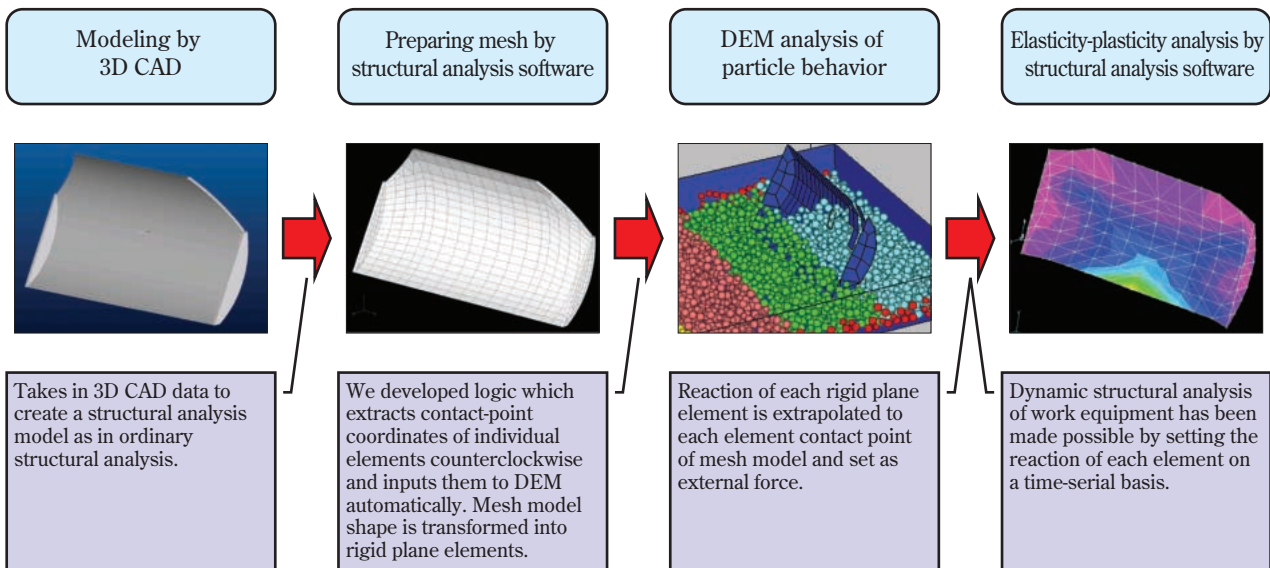 Modeling by
3D CAD
Preparing mesh by
structural analysis software
DEM analysis of
particle behavior
Elasticity-plasticity analysis by
structural analysis software
Takes in 3D CAD data to
create a structural analysis
model as in ordinary
structural analysis.
We developed logic which
extracts contact-point
coordinates of individual
elements counterclockwise
and inputs them to DEM
automatically. Mesh model
shape is transformed into
rigid plane elements.
Reaction of each rigid plane
element is extrapolated to
each element contact point
of mesh model and set as
external force.
Dynamic structural analysis
of work equipment has been
made possible by setting the
reaction of each element on
a time-serial basis.